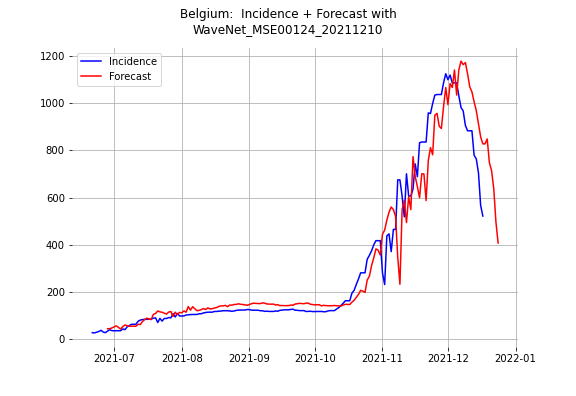 Belgium:  Incidence + Forecast with
WaveNet_MSE00124_20211210
Incidence
Forecast
1200
1000
800
600
400
200
0
2021-07 2021-08 2021-09 2021-10 2021-11 2021-12 2022-01